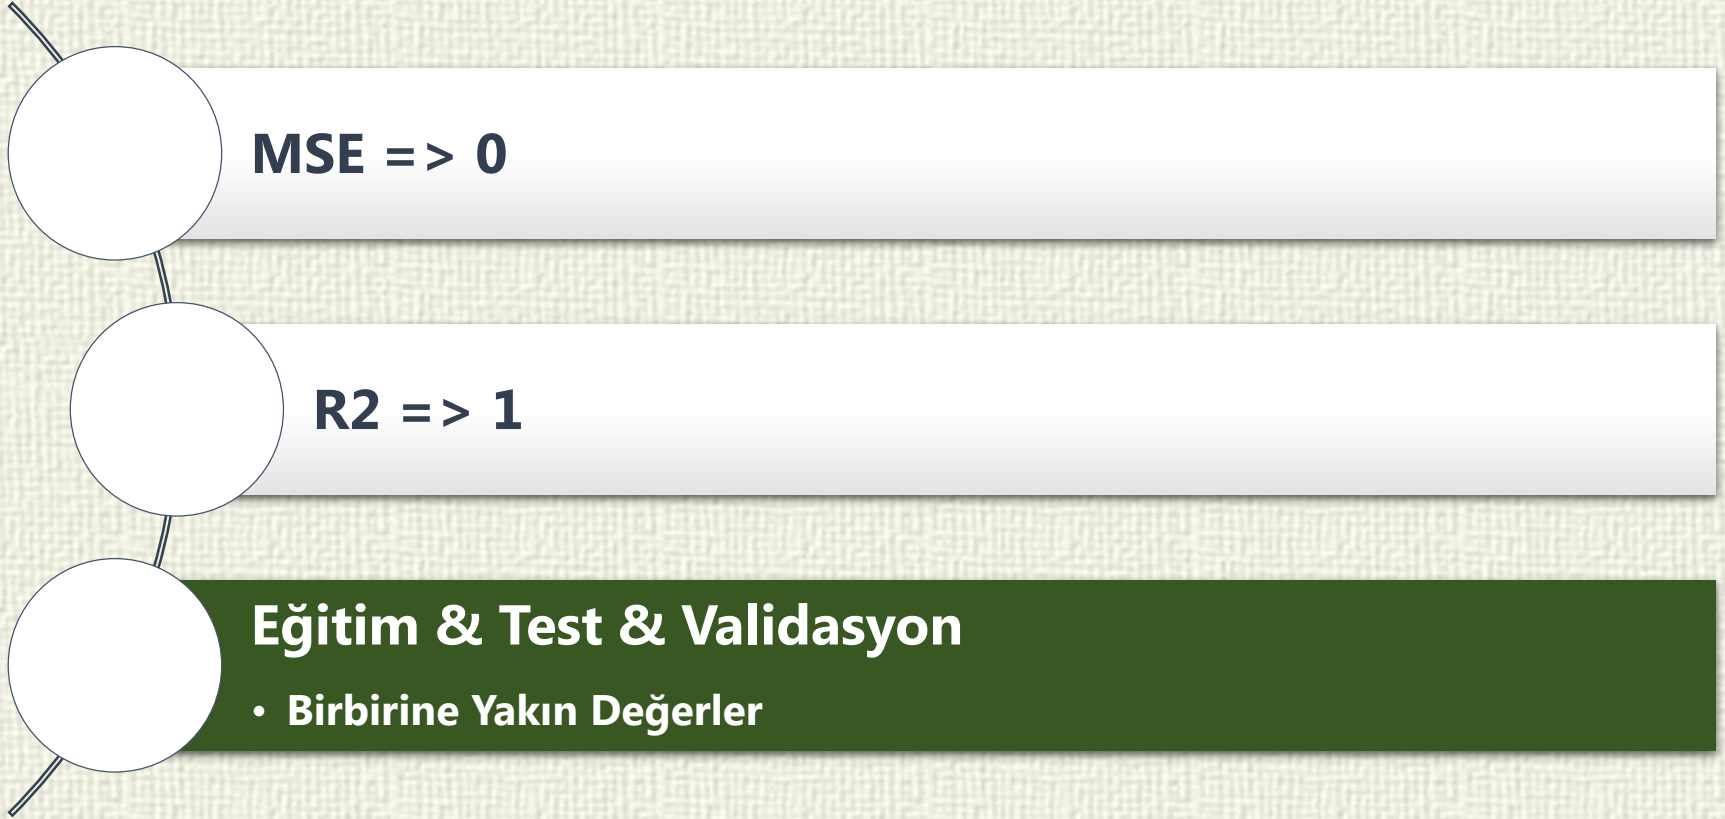 MSE => 0
R2 => 1
Eğitim & Test & Validasyon
• Birbirine Yakın Değerler